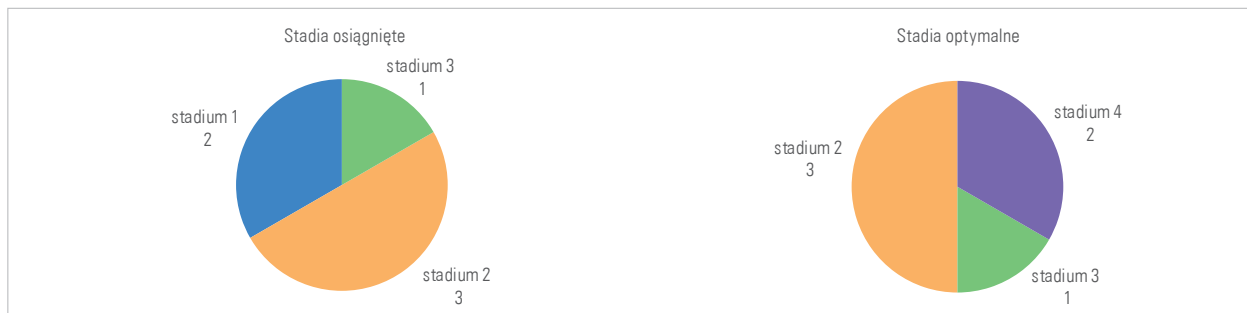 Stadia osiągnięte
stadium 3
1
stadium 1
2
stadium 2
3
Stadia optymalne
stadium 4
2
stadium 2
3
stadium 3
1